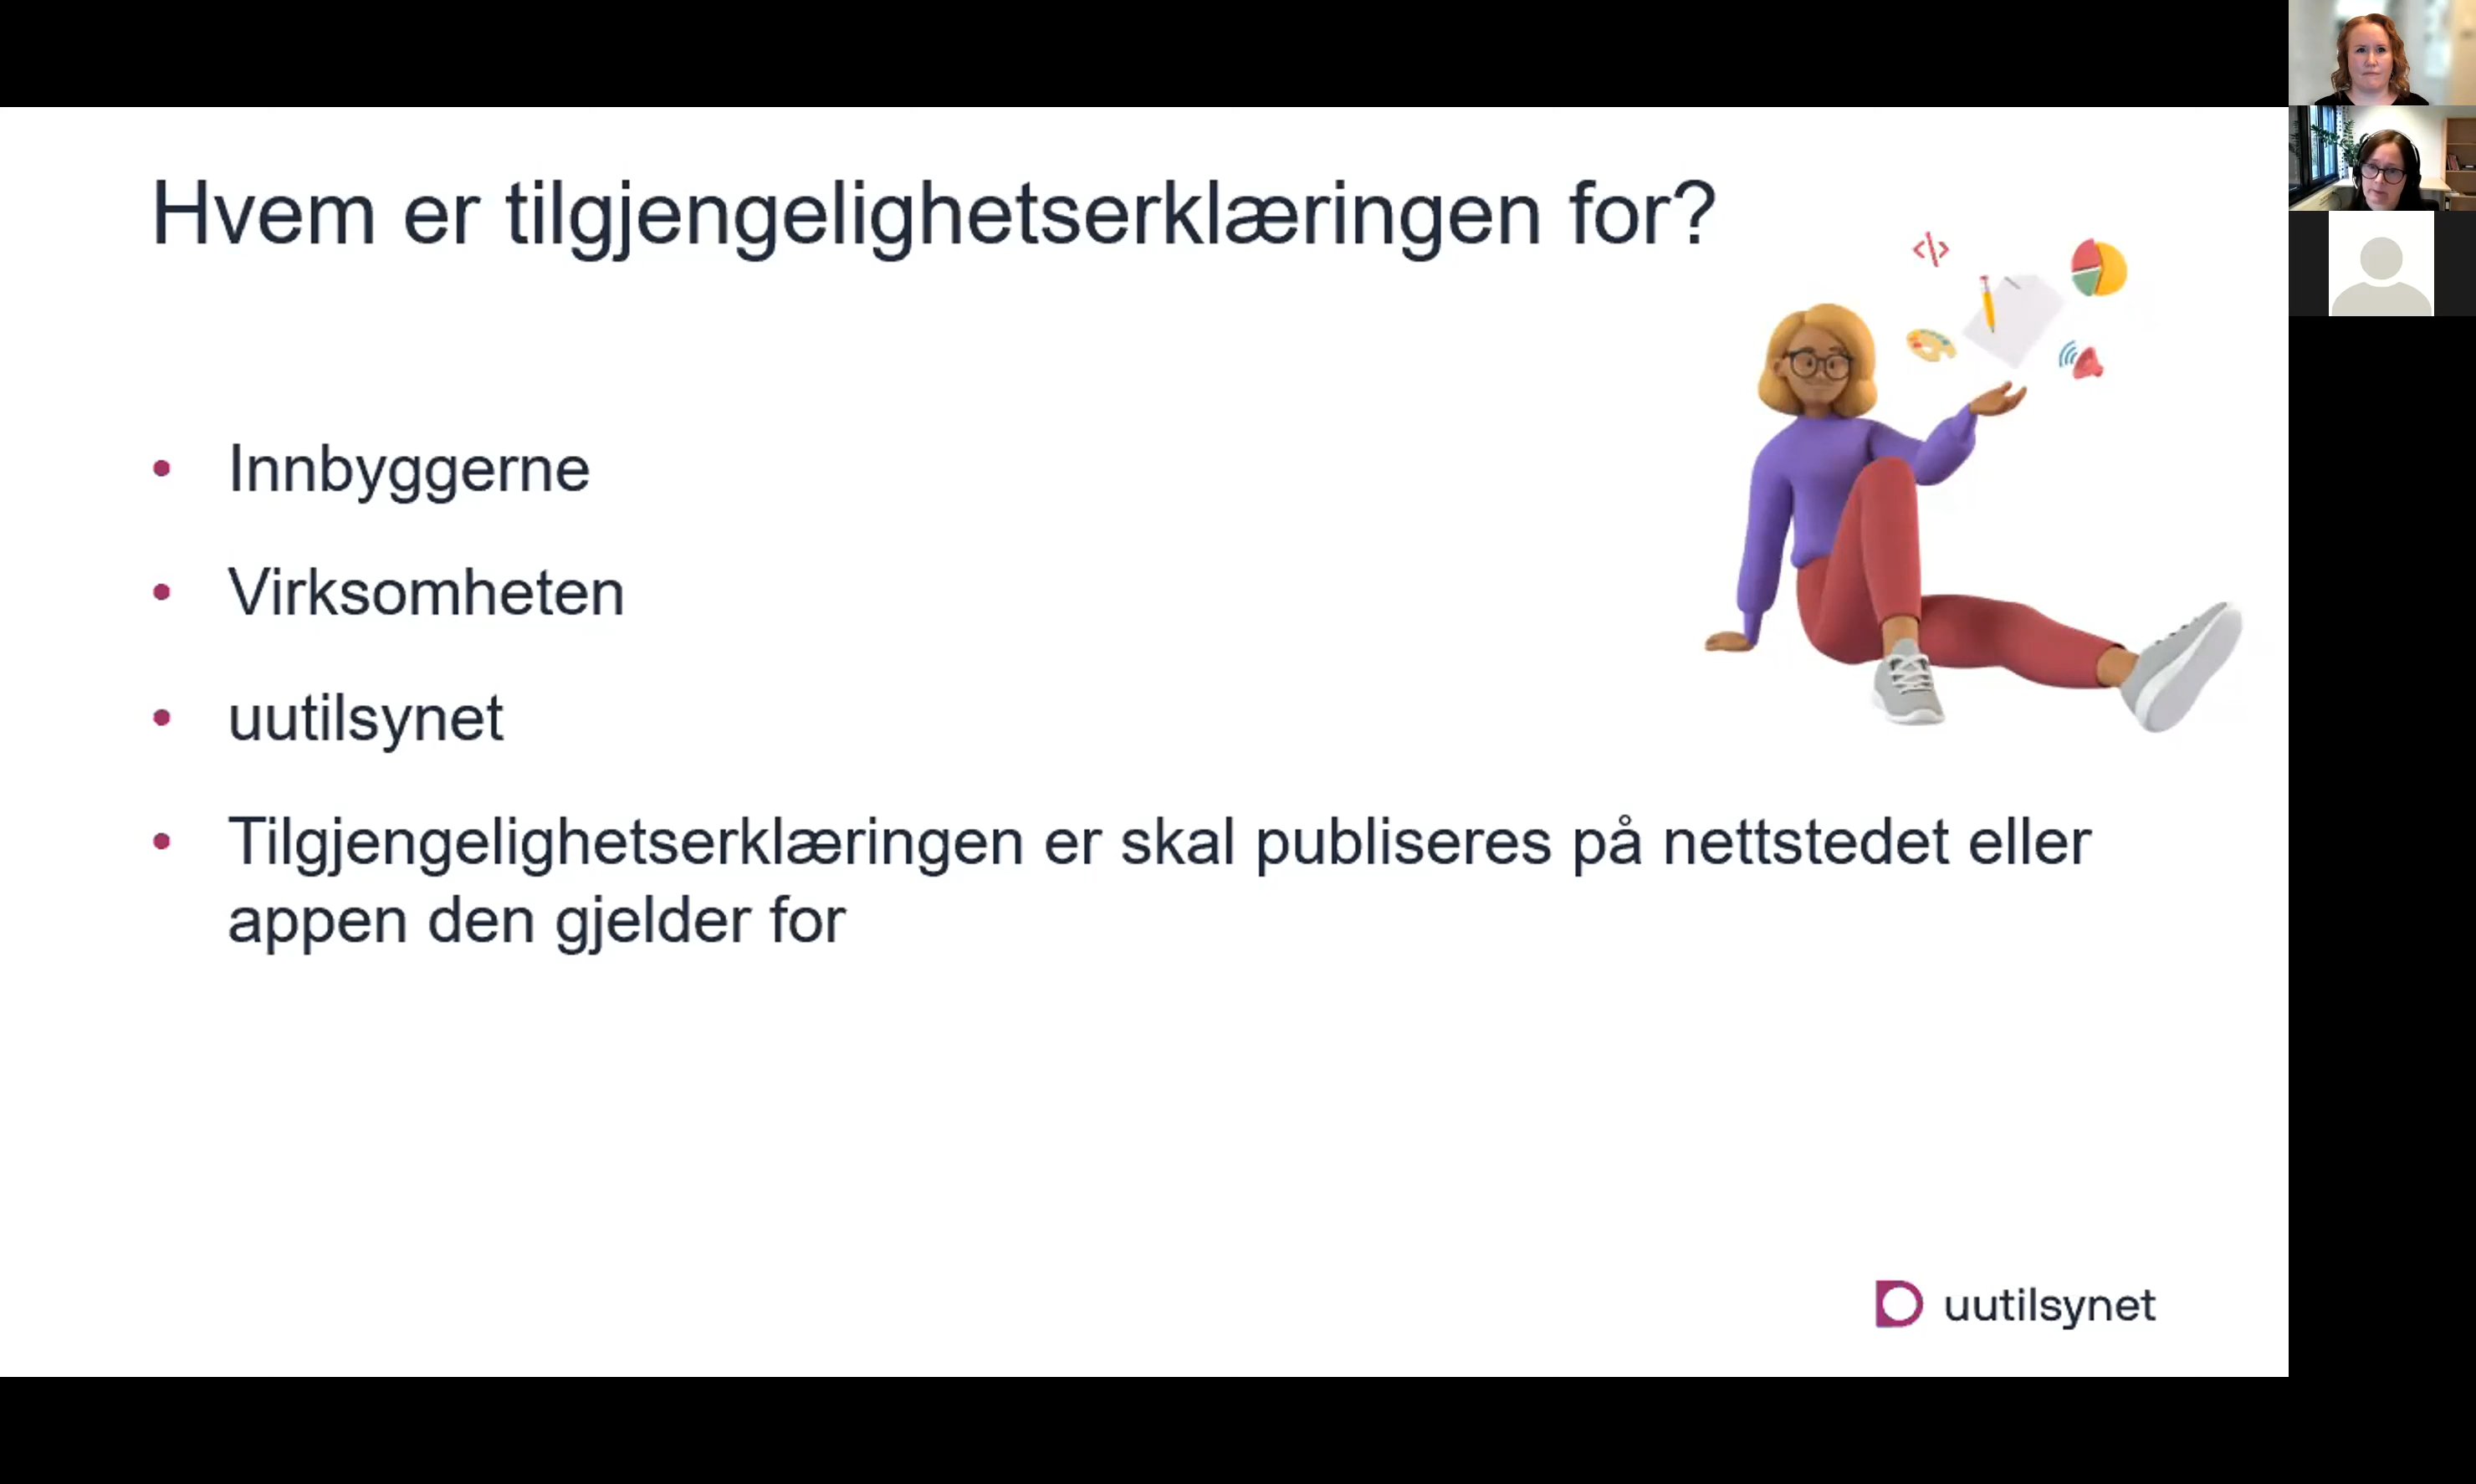 Hvem er tilgjengelighetserklæringen for?
• Innbyggerne
• Virksomheten
• uutilsynet
• Tilgjengelighetserklæringen er skal publiseres på nettstedet eller
appen den gjelder for
uutilsynet